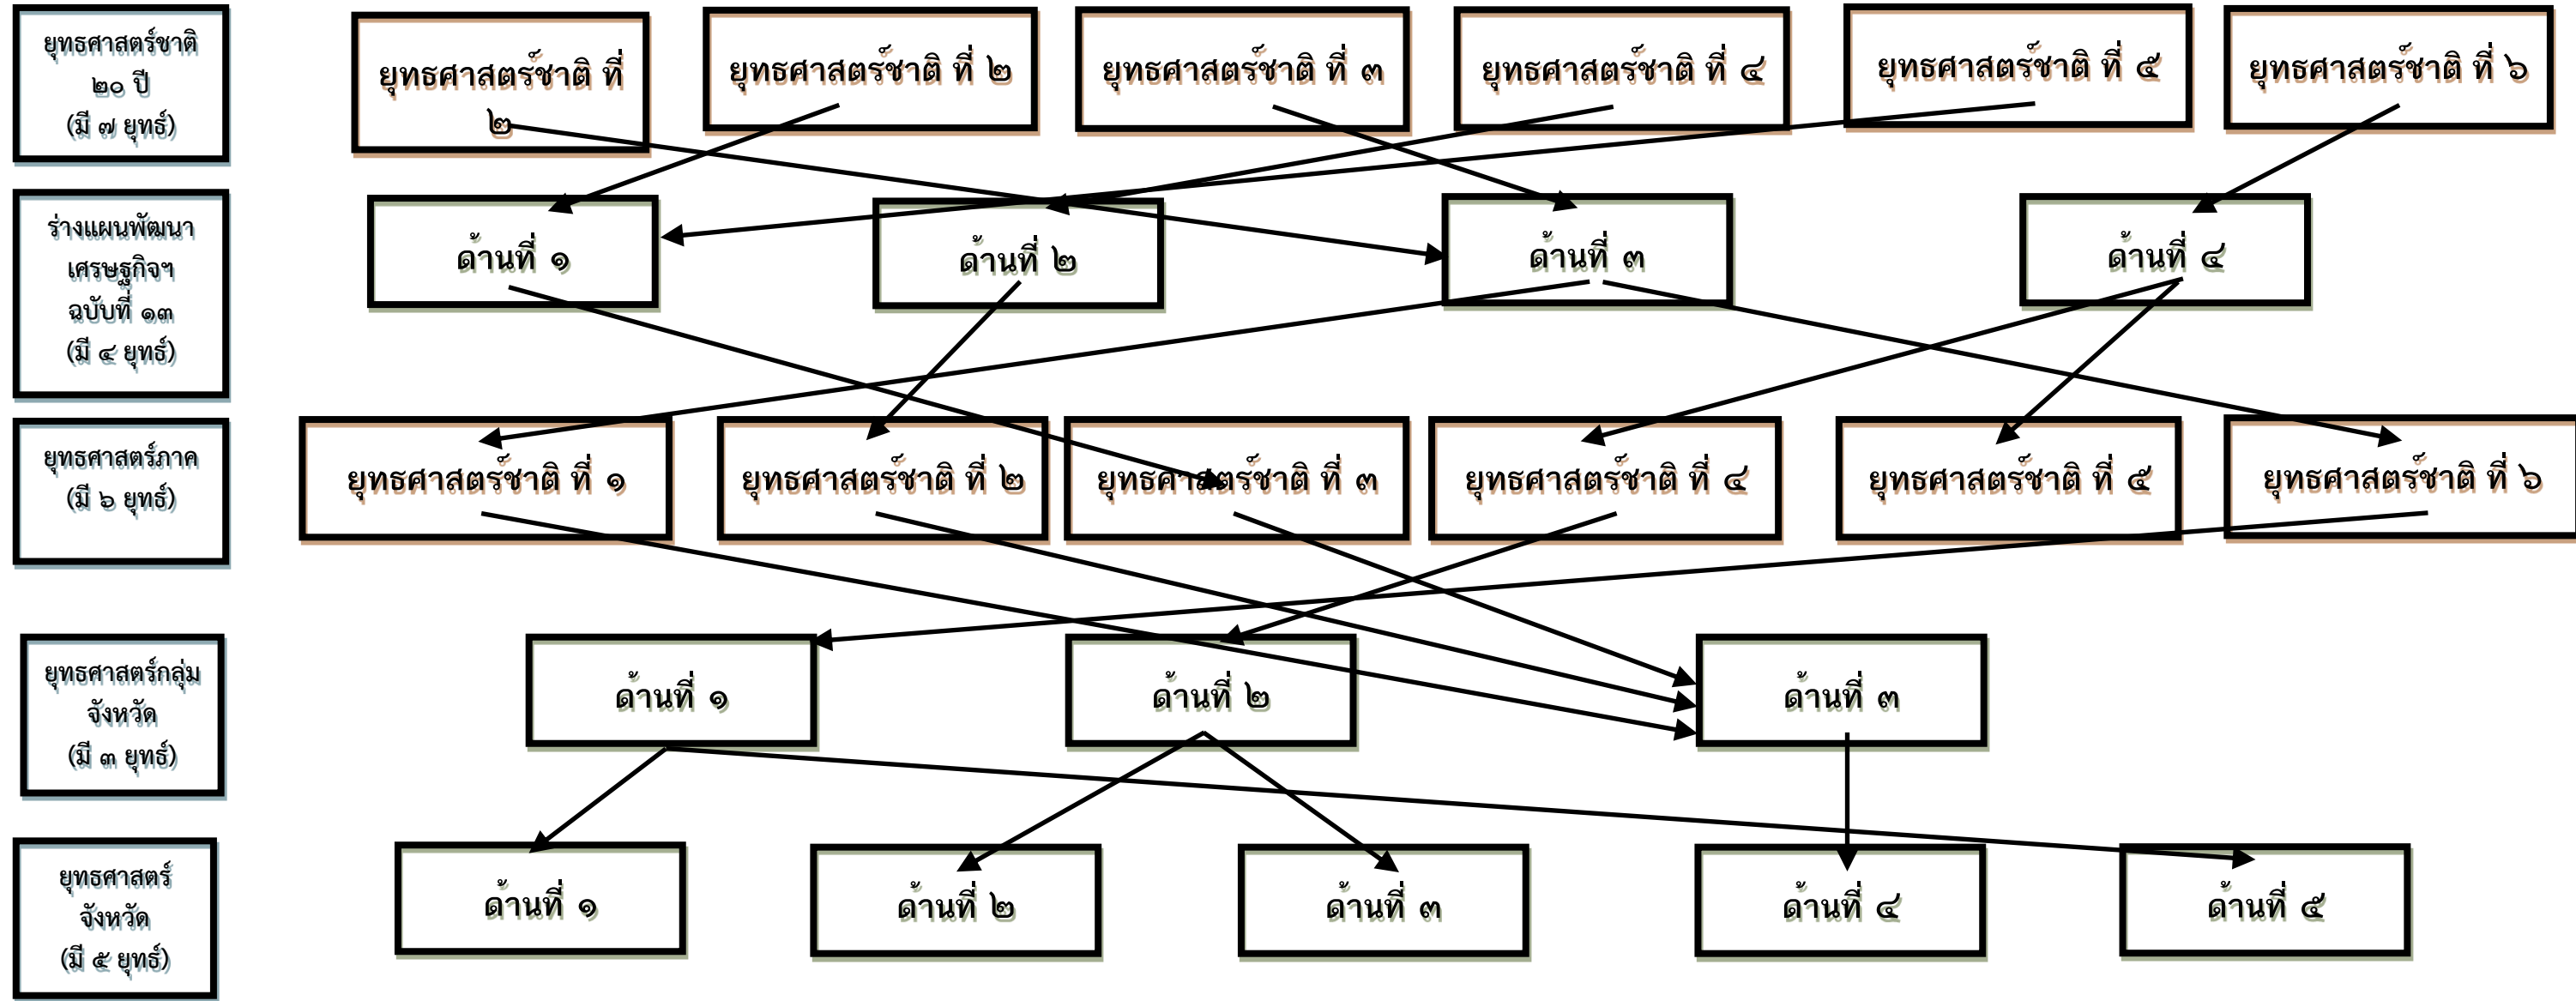 ยุทธศาสตร์ชาติ
๒๐ ปี
(มี ๗ ยุทธ์)
ยุทธศาสตร์ชาติ ที่
๒
ยุทธศาสตร์ชาติ ที่ ๒
ยุทธศาสตร์ชาติ ที่ ๓
ยุทธศาสตร์ชาติ ที่ ๔
ยุทธศาสตร์ชาติ ที่ ๕
ยุทธศาสตร์ชาติ ที่ ๖
ร่างแผนพัฒนา
เศรษฐกิจฯ
ฉบับที่ ๑๓
(มี ๔ ยุทธ์)
ด้านที่ ๑
ด้านที่ ๒
ด้านที่ ๓
ด้านที่ ๔
ยุทธศาสตร์ภาค
(มี ๖ ยุทธ์)
ยุทธศาสตร์ชาติ ที่ ๑
ยุทธศาสตร์ชาติ ที่ ๒
ยุทธศาสตร์ชาติ ที่ ๓
ยุทธศาสตร์ชาติ ที่ ๔
ยุทธศาสตร์ชาติ ที่ ๕
ยุทธศาสตร์ชาติ ที่ ๖
ยุทธศาสตร์กลุ่ม
จังหวัด
(มี ๓ ยุทธ์)
ด้านที่ ๑
ด้านที่ ๒
ด้านที่ ๓
ยุทธศาสตร์
จังหวัด
(มี ๕ ยุทธ์)
ด้านที่ ๑
ด้านที่ ๒
ด้านที่ ๓
ด้านที่ ๔
ด้านที่ ๕